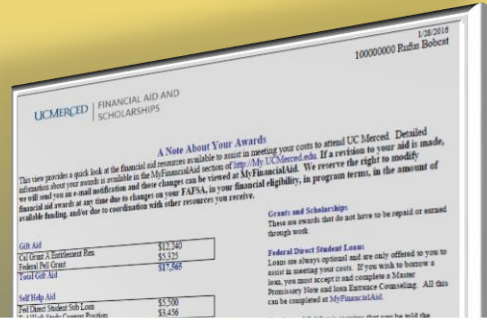 1/28/2016
100000000 Rufus Bobcat
UCMERCED | FINANCIAL AID AND
SCHOLARSHIPS
A Note About Your Awards
This view provides a quick look at the financial aid resources available to assist in meeting your costs to attend UC Merced. Detailed
information about your awards is available in the MyFinancialAid section of http://My.UCMerced.edu. If a revision to your aid is made,
we will send you an e-mail notification and those changes can be viewed at MyFinancialAid. We reserve the right to modify
financial aid awards at any time due to changes on your FAFSA, in your financial eligibility, in program terms, in the amount of
available funding, and/or due to coordination with other resources you receive.
Gift Aid
Cal Grant A Entitlement Ren $12,240
Federal Pell Grant $5,325
Total Gift Aid $17,565
Self Help Aid
Fed Direct Student Sub Loan $5,500
$3,456
Grants and Scholarships
These are awards that do not have to be repaid or earned
through work.
Federal Direct Student Loans
Loans are always optional and are only offered to you to
assist in meeting your costs. If you wish to borrow a
loan, you must accept it and complete a Master
Promissory Note and loan Entrance Counseling. All this
can be completed at MyFinancialAid.